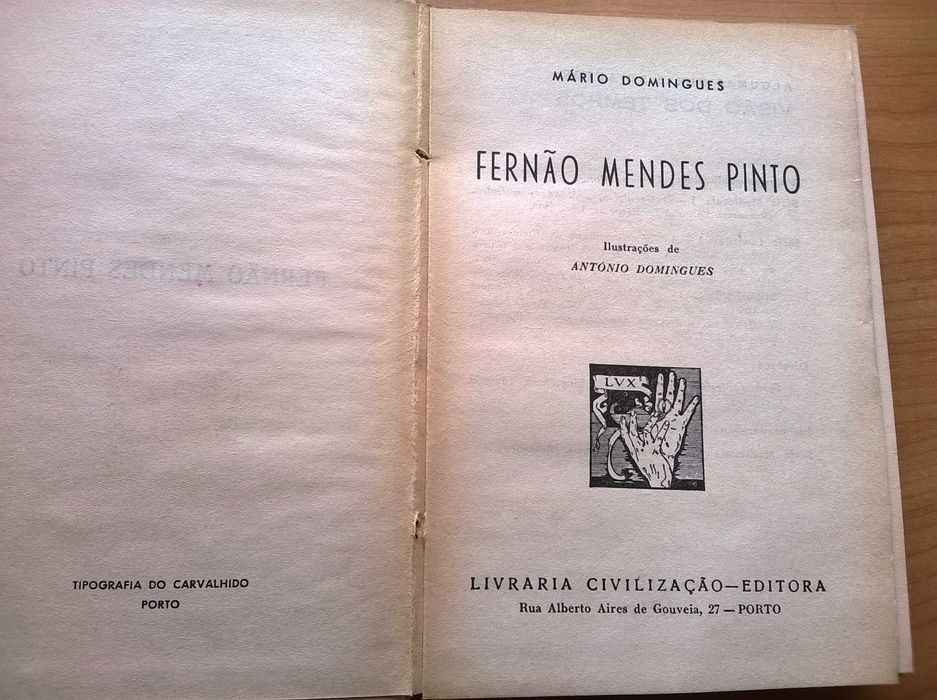 TIPOGRAFIA DO CARVALHIDO
PORTO
MÁRIO DOMINGUES
FERNÃO MENDES PINTO
Ilustrações de
ANTÓNIO DOMINGUES
LVX
LIVRARIA CIVILIZAÇÃO—EDITORA
Rua Alberto Aires de Gouveia, 27 — PORTO